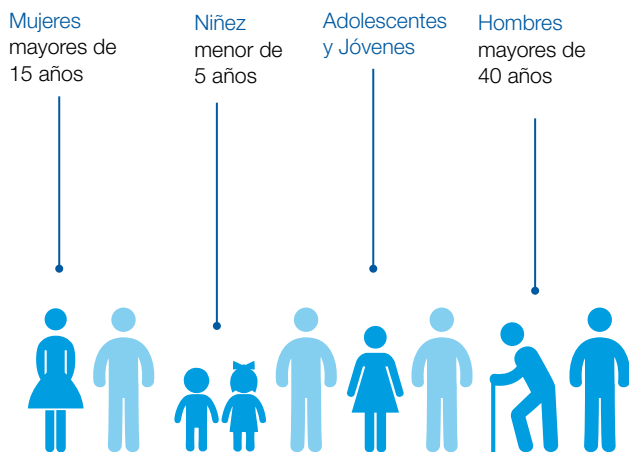 Mujeres
mayores de
15 años
Niñez
menor de
5 años
Adolescentes
y Jóvenes
Hombres
mayores de
40 años